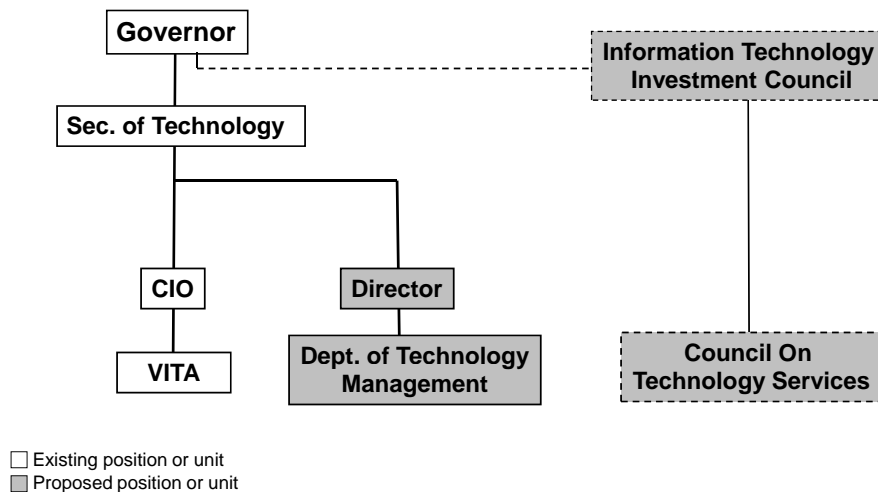 Governor
Information Technology
Investment Council
Sec. of Technology
CIO
Director
VITA
Dept. of Technology
Management
Council On
Technology Services
Existing position or unit
Proposed position or unit